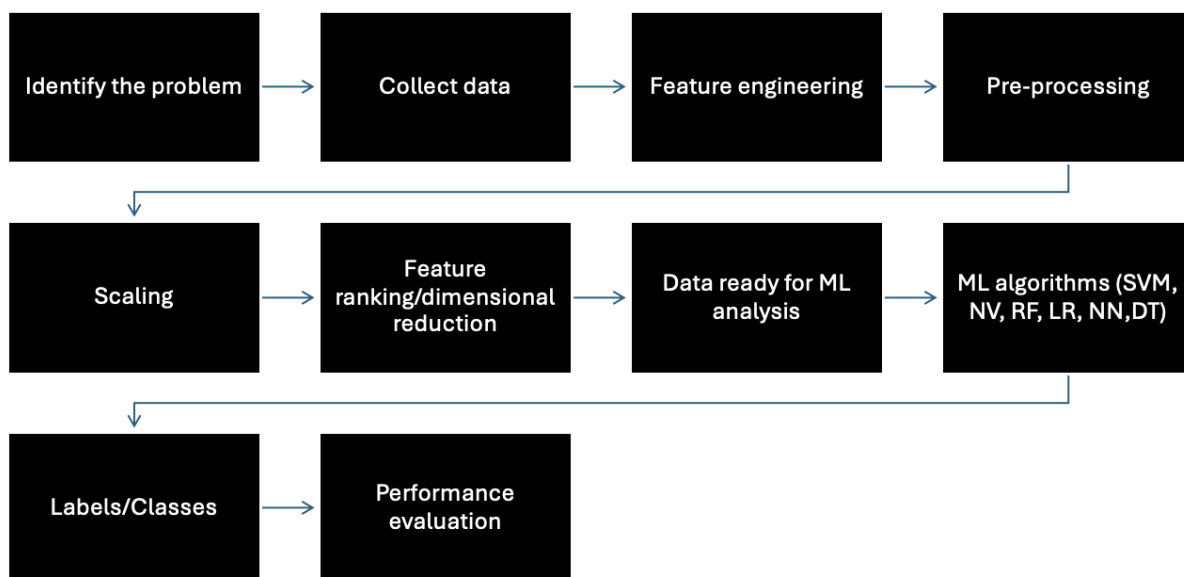 Identify the problem
Collect data
Feature engineering
Pre-processing
Scaling
Feature
ranking/dimensional
reduction
Data ready for ML
analysis
ML algorithms (SVM,
NV, RF, LR, NN,DT)
Labels/Classes
Performance
evaluation